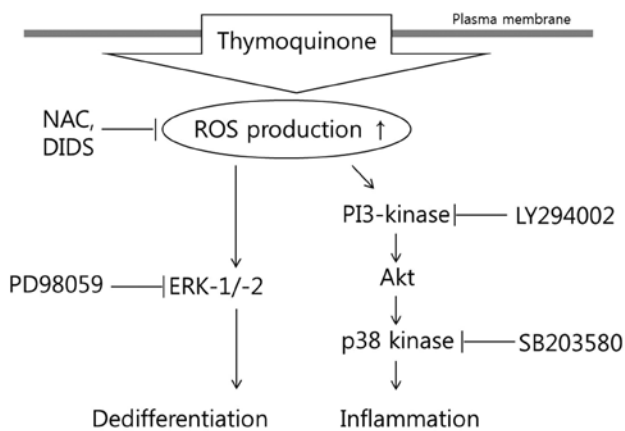 Plasma membrane
Thymoquinone
NAC,
DIDS
ROS production ↑
PI3-kinase
LY294002
Akt
PD98059
ERK-1/-2
p38 kinase
SB203580
Dedifferentiation
Inflammation